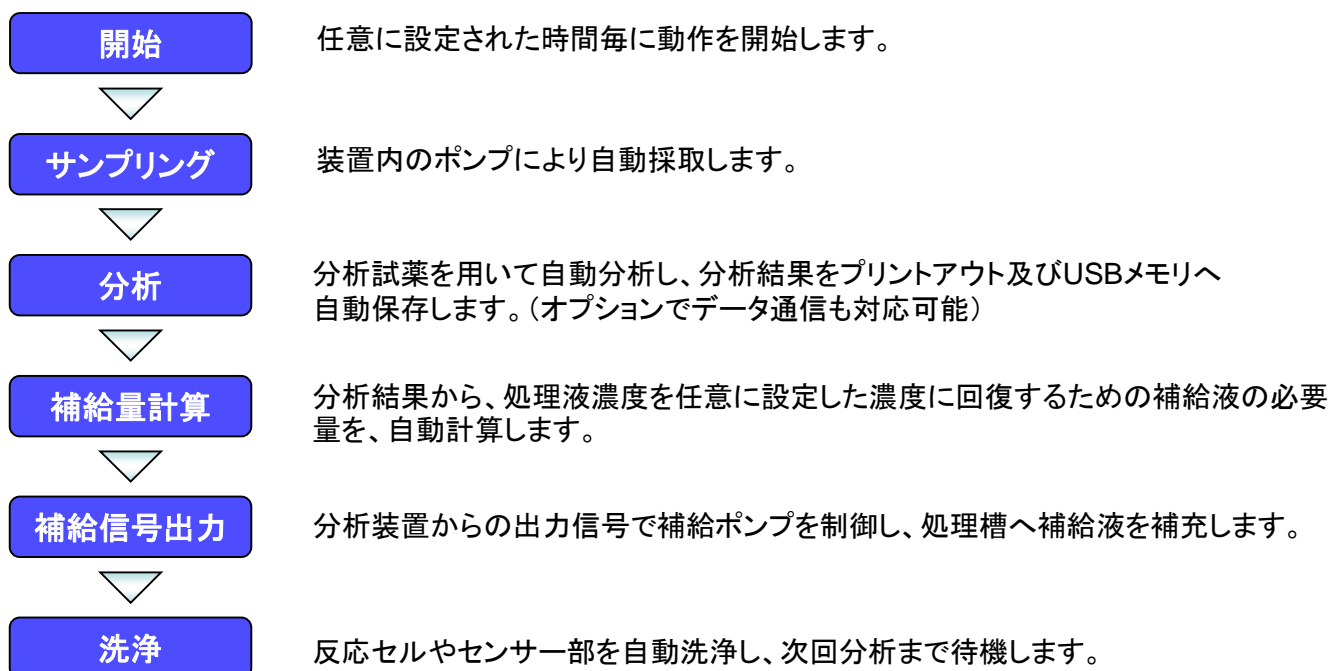 開始
任意に設定された時間毎に動作を開始します。
サンプリング
装置内のポンプにより自動採取します。
分析
分析試薬を用いて自動分析し、分析結果をプリントアウト及びUSBメモリへ
自動保存します。(オプションでデータ通信も対応可能)
補給量計算
分析結果から、処理液濃度を任意に設定した濃度に回復するための補給液の必要
量を、自動計算します。
補給信号出力
分析装置からの出力信号で補給ポンプを制御し、処理槽へ補給液を補充します。
洗浄
反応セルやセンサー部を自動洗浄し、次回分析まで待機します。